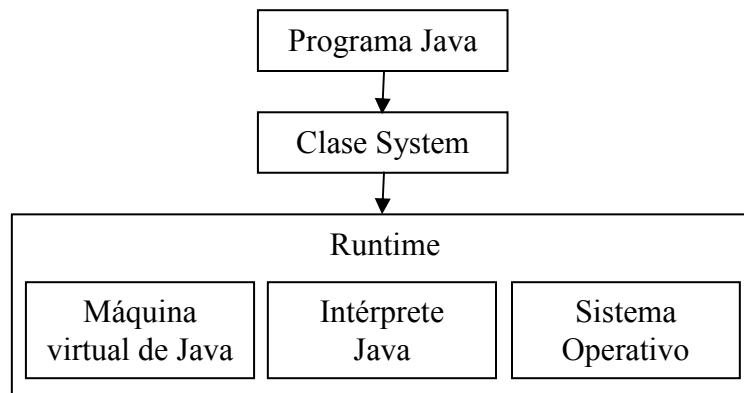 Programa Java
Clase System
Runtime
Máquina
virtual de Java
Intérprete
Java
Sistema
Operativo